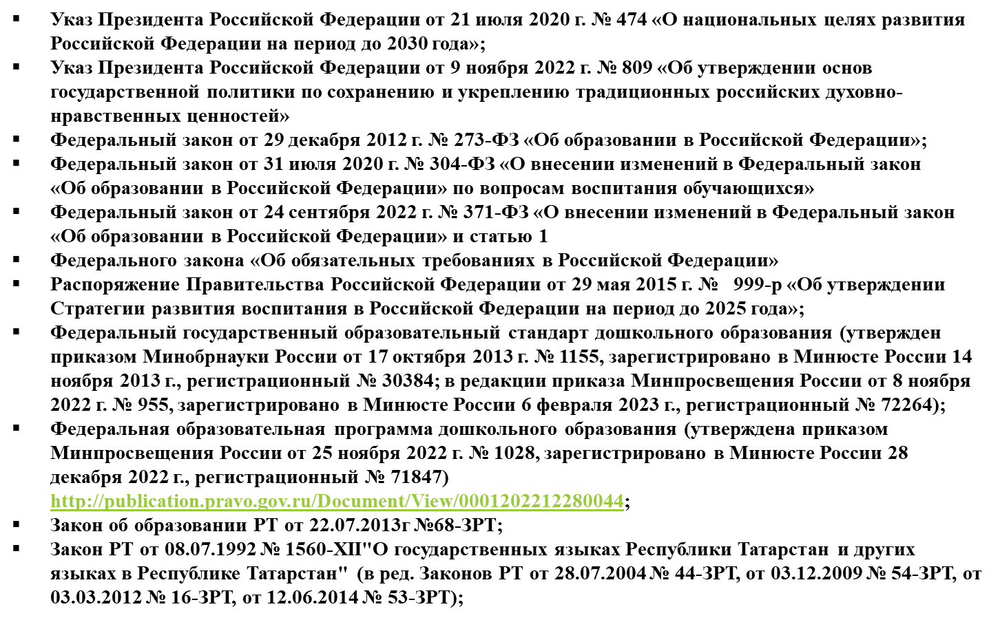 ▪ Указ Президента Российской Федерации от 21 июля 2020 г. № 474 «О национальных целях развития
Российской Федерации на период до 2030 года»;
▪ Указ Президента Российской Федерации от 9 ноября 2022 г. № 809 «Об утверждении основ
государственной политики по сохранению и укреплению традиционных российских духовно-
нравственных ценностей»
▪ Федеральный закон от 29 декабря 2012 г. № 273-ФЗ «Об образовании в Российской Федерации»;
▪ Федеральный закон от 31 июля 2020 г. № 304-ФЗ «О внесении изменений в Федеральный закон
«Об образовании в Российской Федерации» по вопросам воспитания обучающихся»
▪ Федеральный закон от 24 сентября 2022 г. № 371-ФЗ «О внесении изменений в Федеральный закон
«Об образовании в Российской Федерации» и статью 1
▪ Федерального закона «Об обязательных требованиях в Российской Федерации»
▪ Распоряжение Правительства Российской Федерации от 29 мая 2015 г. № 999-р «Об утверждении
Стратегии развития воспитания в Российской Федерации на период до 2025 года»;
▪ Федеральный государственный образовательный стандарт дошкольного образования (утвержден
приказом Минобрнауки России от 17 октября 2013 г. № 1155, зарегистрировано в Минюсте России 14
ноября 2013 г., регистрационный № 30384; в редакции приказа Минпросвещения России от 8 ноября
2022 г. № 955, зарегистрировано в Минюсте России 6 февраля 2023 г., регистрационный № 72264);
▪ Федеральная образовательная программа дошкольного образования (утверждена приказом
Минпросвещения России от 25 ноября 2022 г. № 1028, зарегистрировано в Минюсте России 28
декабря 2022 г., регистрационный № 71847)
http://publication.pravo.gov.ru/Document/View/0001202212280044;
▪ Закон об образовании РТ от 22.07.2013г №68-ЗРТ;
▪ Закон РТ от 08.07.1992 № 1560-XII"О государственных языках Республики Татарстан и других
языках в Республике Татарстан" (в ред. Законов РТ от 28.07.2004 № 44-ЗРТ, от 03.12.2009 № 54-ЗРТ, от
03.03.2012 № 16-ЗРТ, от 12.06.2014 № 53-ЗРТ);